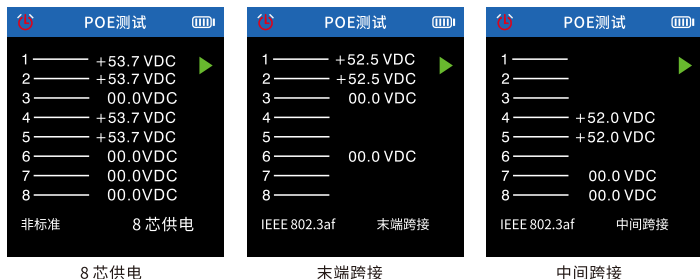 POE测试
1 +53.7 VDC
2 +53.7 VDC
3 00.0VDC
4 +53.7 VDC
5 +53.7 VDC
6 00.0VDC
7 00.0VDC
8 00.0VDC
非标准 8 芯供电
8 芯供电
POE测试
1 +52.5 VDC
2 +52.5 VDC
3 00.0 VDC
4
5
6 00.0 VDC
7
8
IEEE 802.3af 末端跨接
末端跨接
POE测试
1
2
3
4 +52.0 VDC
5 +52.0 VDC
6
7 00.0 VDC
8 00.0 VDC
IEEE 802.3af 中间跨接
中间跨接